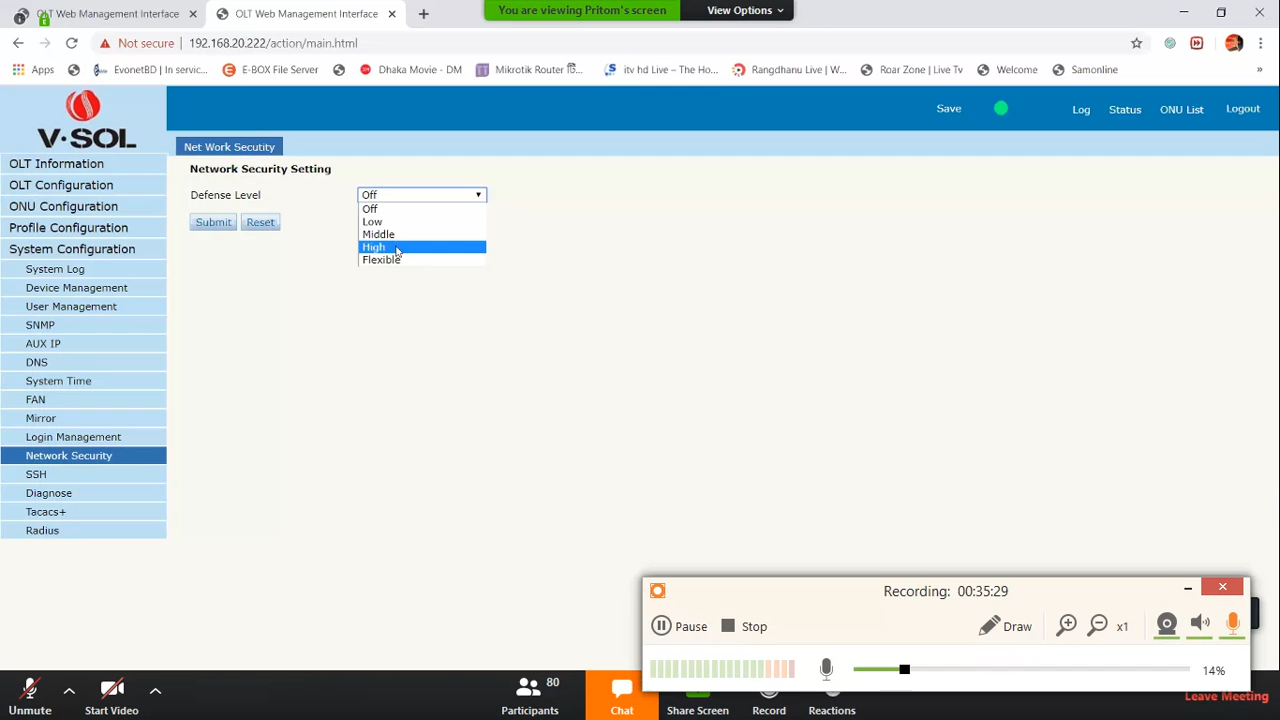 OLT Web Management Interface
OLT Web Management Interface
You are viewing Pritom's screen
View Options
Not secure
192.168.20.222/action/main.html
Apps
EvonetBD | In servic...
E-BOX File Server
Dhaka Movie - DM
Mikrotik Router
itv hd Live – The Ho...
Rangdhanu Live | W...
Roar Zone | Live Tv
Welcome
Samonline
»
V·SOL
Save
Log
Status
ONU List
Logout
Net Work Secutity
OLT Information
OLT Configuration
ONU Configuration
Profile Configuration
System Configuration
System Log
Device Management
User Management
SNMP
AUX IP
DNS
System Time
FAN
Mirror
Login Management
Network Security
SSH
Diagnose
Tacacs+
Radius
Network Security Setting
Defense Level
Off
Off
Low
Middle
High
Flexible
Submit
Reset
Recording: 00:35:29
Pause
Stop
Draw
x1
14%
Unmute
Start Video
80
Participants
Chat
Share Screen
Record
Reactions
Leave Meeting